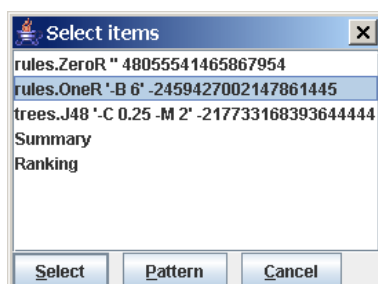 Select items
rules.ZeroR '' 48055541465867954
rules.OneR '-B 6' -2459427002147861445
trees.J48 '-C 0.25 -M 2' -217733168393644444
Summary
Ranking
Select Pattern Cancel